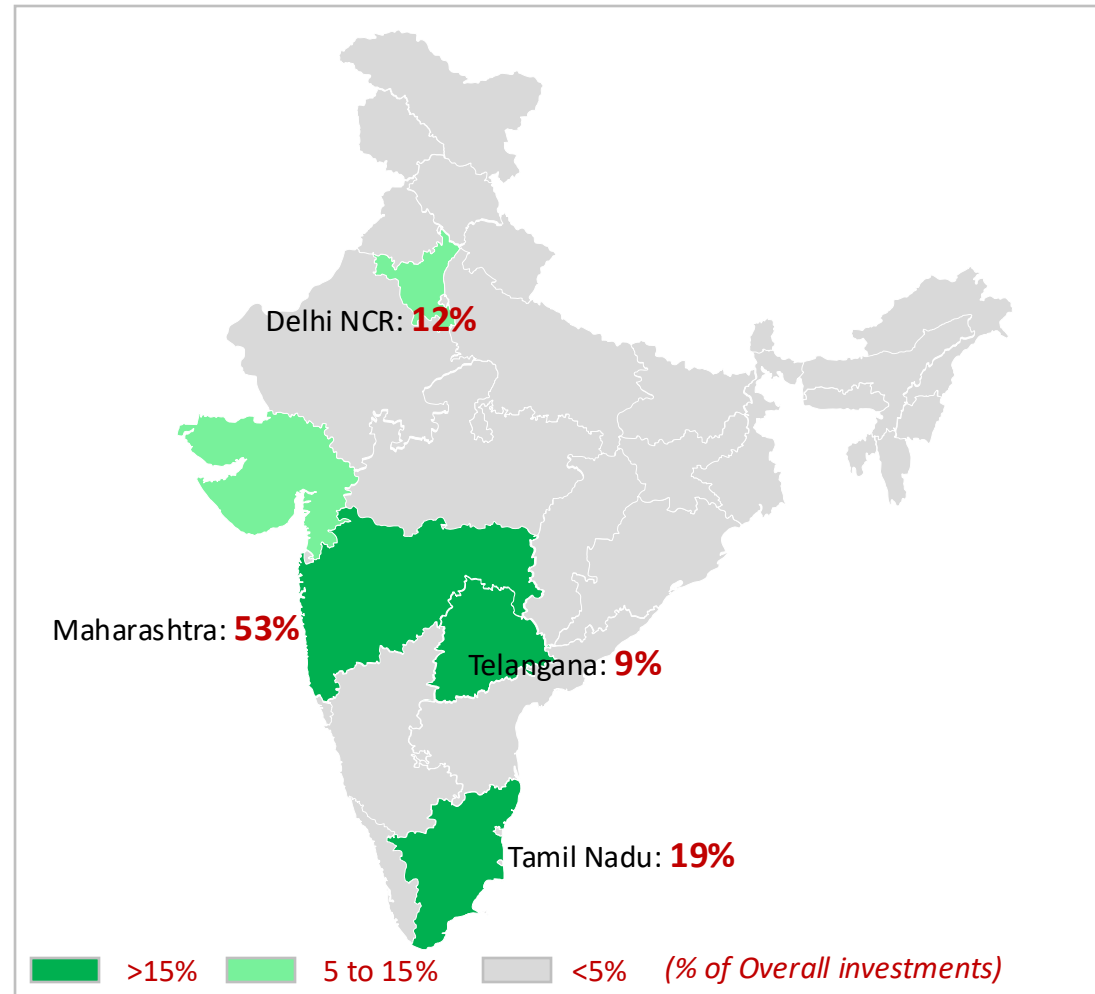 Delhi NCR: 12%
Maharashtra: 53%
Telangana: 9%
Tamil Nadu: 19%
>15% 5 to 15% <5% (% of Overall investments)